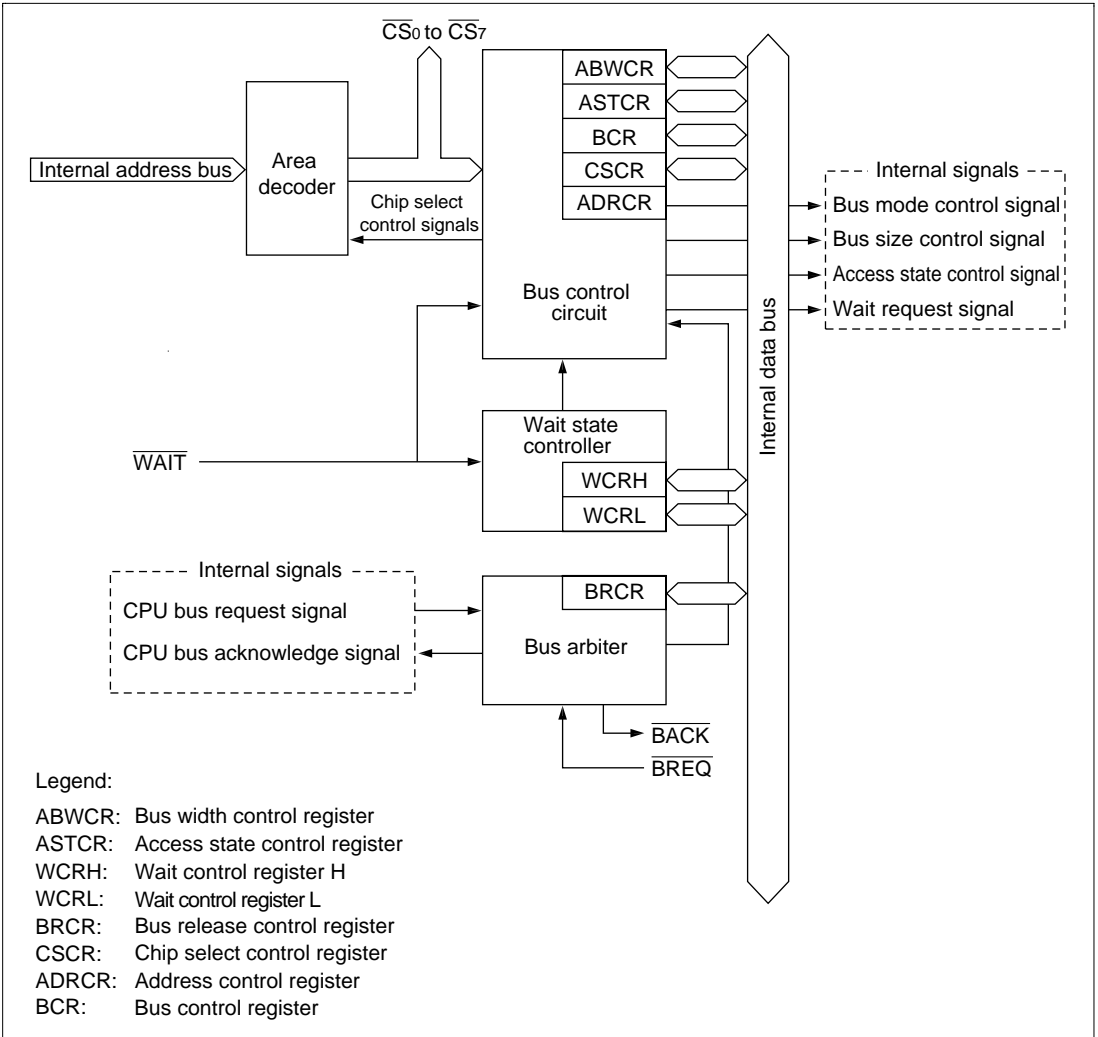 CS0 to CS7
ABWCR
ASTCR
BCR
CSCR
ADRCR
Internal address bus
Area
decoder
Chip select
control signals
Bus control
circuit
Internal signals
Bus mode control signal
Bus size control signal
Access state control signal
Wait request signal
Internal data bus
WAIT
Wait state
controller
WCRH
WCRL
Internal signals
CPU bus request signal
CPU bus acknowledge signal
BRCR
Bus arbiter
BACK
BREQ
Legend:
ABWCR: Bus width control register
ASTCR: Access state control register
WCRH: Wait control register H
WCRL: Wait control register L
BRCR: Bus release control register
CSCR: Chip select control register
ADRCR: Address control register
BCR: Bus control register